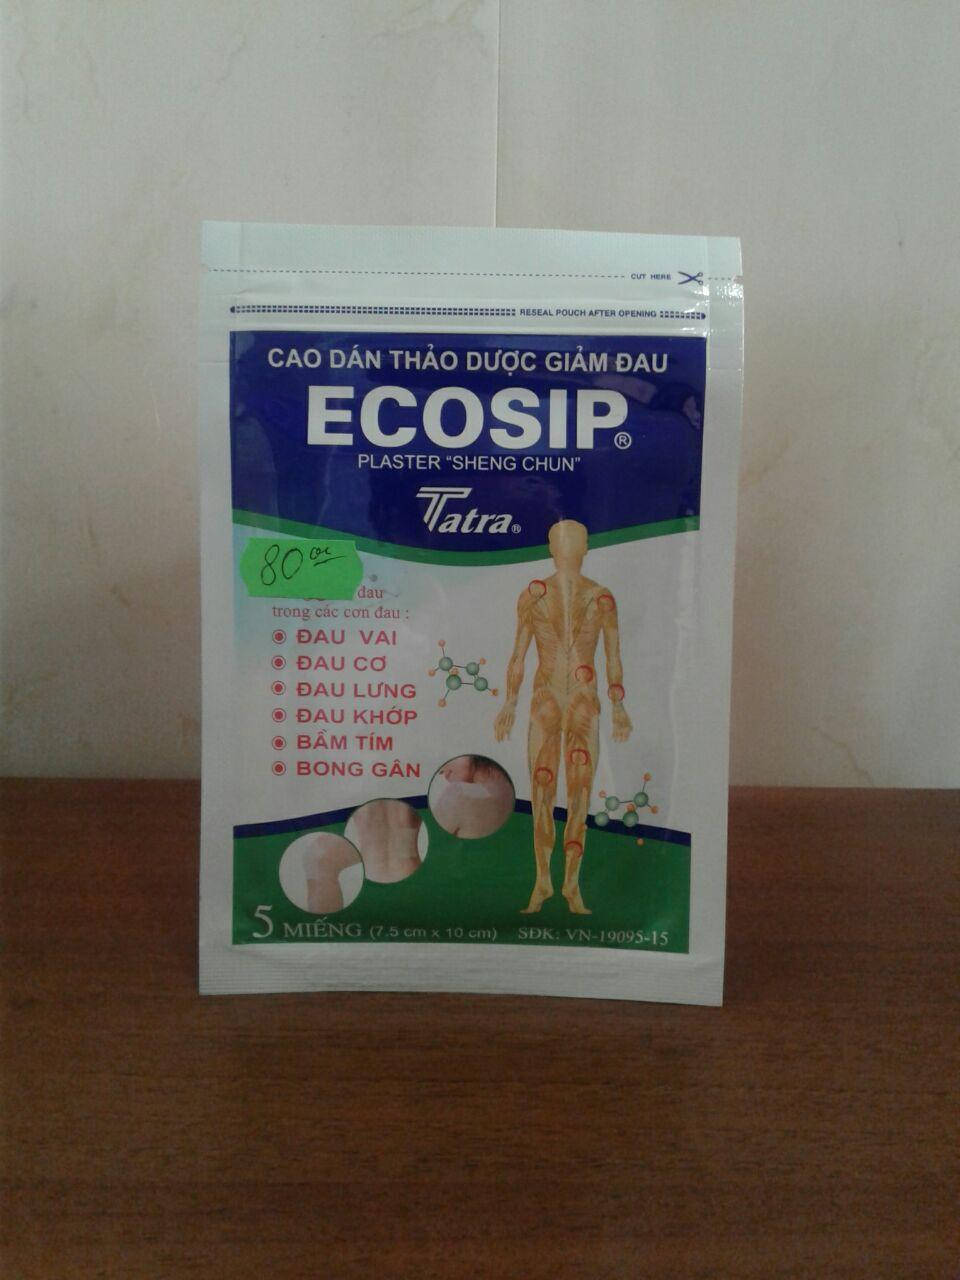 CUT HERE
RESEAL POUCH AFTER OPENING
CAO DÁN THẢO DƯỢC GIẢM ĐAU
ECOSIP®
PLASTER "SHENG CHUN"
Tatra®
80
đau
trong các cơn đau :
ĐAU VAI
ĐAU CƠ
ĐAU LƯNG
ĐAU KHỚP
BẦM TÍM
BONG GÂN
5 MIẾNG (7.5 cm x 10 cm) SĐK: VN-19095-15